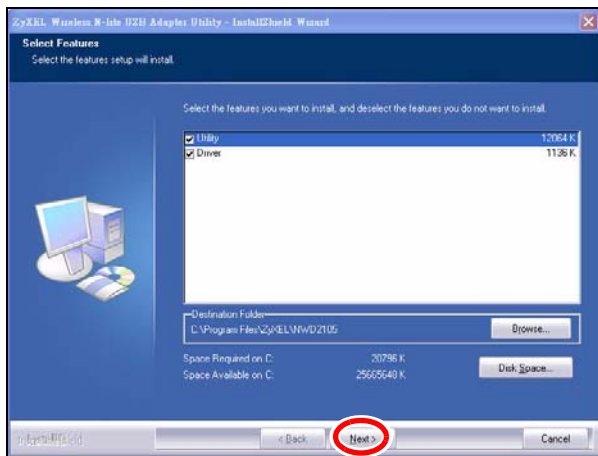 ZyXEL Wireless N-lite USB Adapter Utility - InstallShield Wizard
Select Features
Select the features setup will install.
Select the features you want to install, and deselect the features you do not want to install.
Utility 12064 K
Driver 1136 K
Destination Folder
C:\Program Files\ZyXEL\NWD2105
Browse...
Space Required on C: 20796 K
Space Available on C: 25665648 K
Disk Space...
InstallShield
< Back
Next >
Cancel